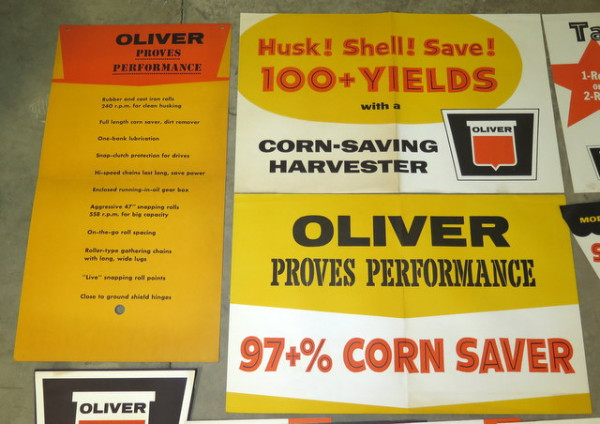 OLIVER
PROVES
PERFORMANCE
Rubber and cast iron rolls
240 r.p.m. for clean husking
Full length corn saver, dirt remover
One-bank lubrication
Snap-clutch protection for drives
Hi-speed chains last long, save power
Enclosed running-in-oil gear box
Aggressive 47" snapping rolls
558 r.p.m. for big capacity
On-the-go roll spacing
Roller-type gathering chains
with long, wide lugs
"Live" snapping roll points
Close to ground shield hinges
Husk! Shell! Save!
100+YIELDS
with a
CORN-SAVING
HARVESTER
OLIVER
OLIVER
PROVES PERFORMANCE
97+% CORN SAVER
OLIVER
1-R
2-R